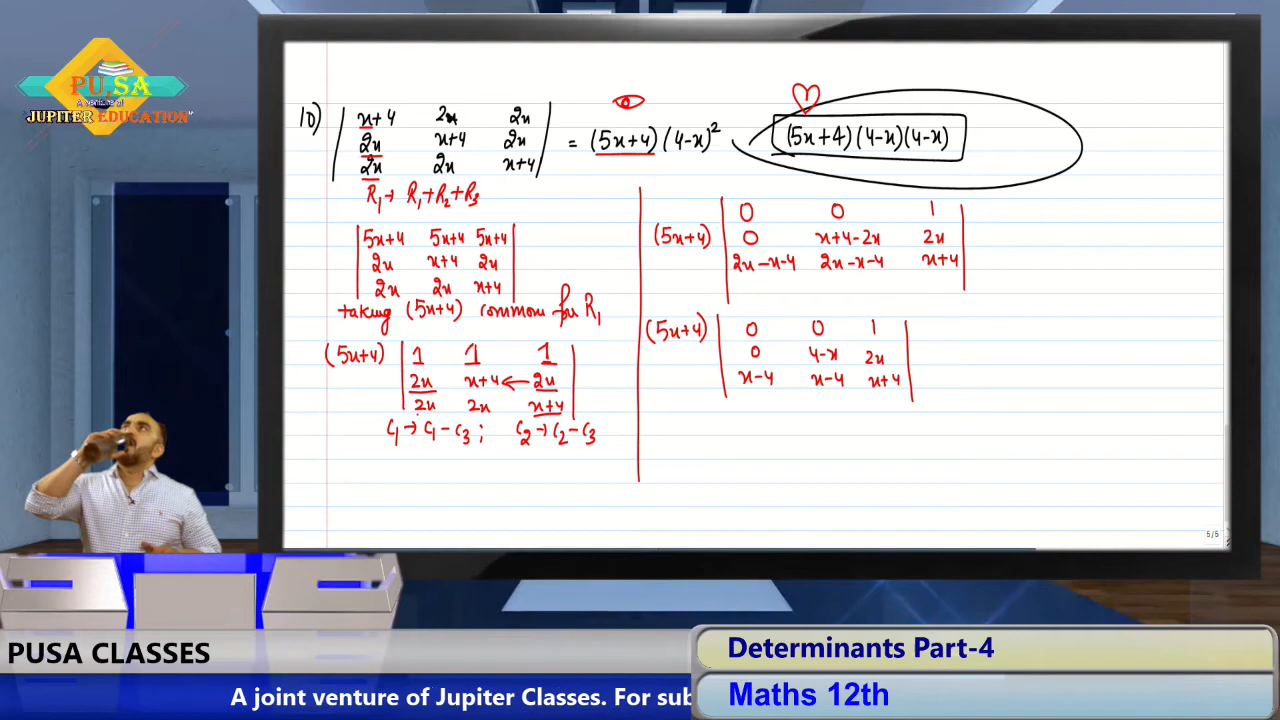 PU,SA
A venture of
"JUPITER EDUCATION"
10) | x+4 2x 2x |
| 2x x+4 2x |
| 2x 2x x+4 |
= (5x+4)(4-x)²
(5x+4)(4-x)(4-x)
R₁→ R₁+R₂+R₃
| 5x+4 5x+4 5x+4 |
| 2x x+4 2x |
| 2x 2x x+4 |
taking (5x+4) common for R₁
(5x+4) | 1 1 1 |
| 2x x+4 2x |
| 2x 2x x+4 |
C₁→C₁-C₃; C₂→C₂-C₃
(5x+4) | 0 0 1 |
| 0 x+4-2x 2x |
| 2x-x-4 2x-x-4 x+4 |
(5x+4) | 0 0 1 |
| 0 4-x 2x |
| x-4 x-4 x+4 |
5/5
PUSA CLASSES
Determinants Part-4
A joint venture of Jupiter Classes. For sub
Maths 12th